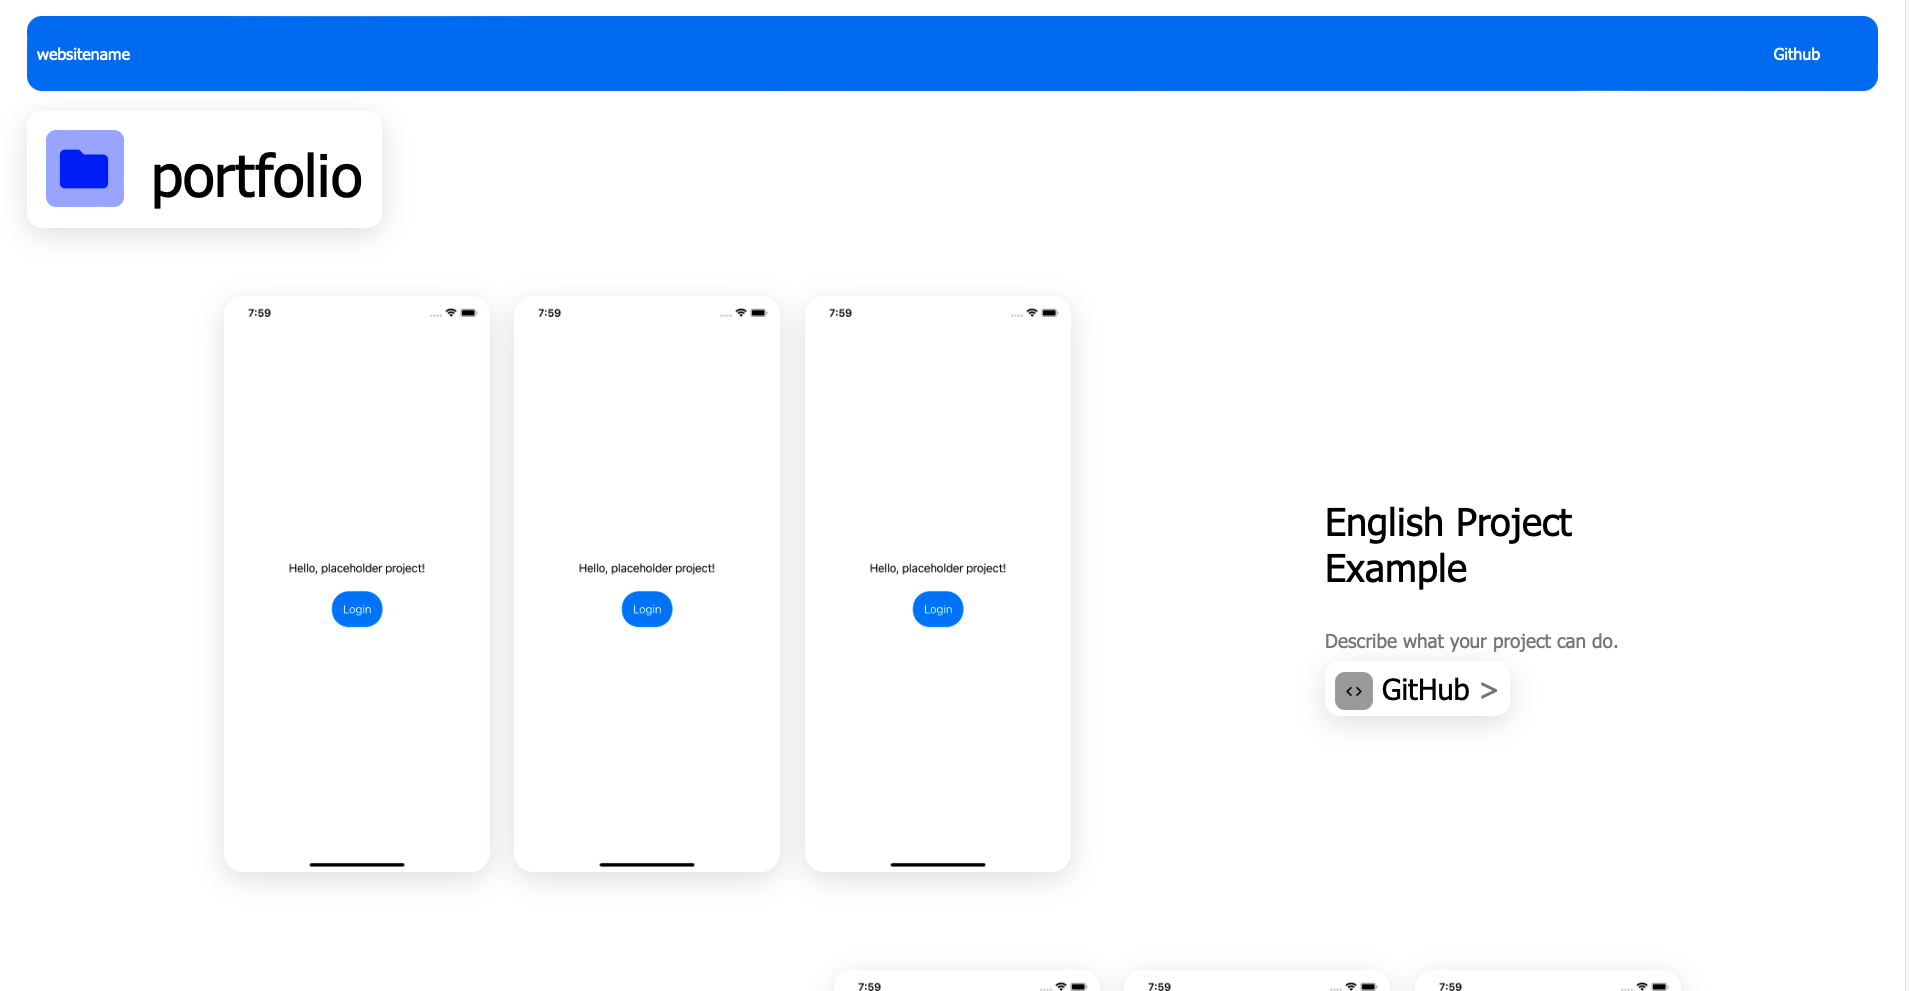 websitename
Github
portfolio
7:59
7:59
7:59
Hello, placeholder project!
Hello, placeholder project!
Hello, placeholder project!
Login
Login
Login
English Project
Example
Describe what your project can do.
<> GitHub >
7:59
7:59
7:59